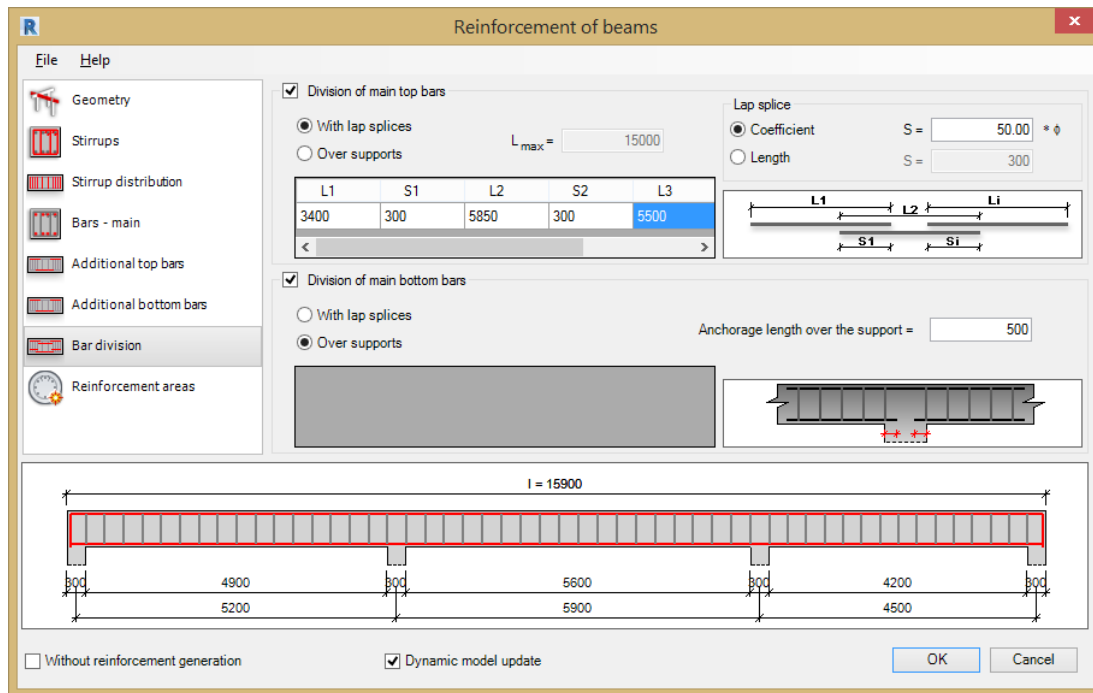 R
Reinforcement of beams
x
File Help
Geometry
Stirrups
Stirrup distribution
Bars - main
Additional top bars
Additional bottom bars
Bar division
Reinforcement areas
Division of main top bars
With lap splices
Over supports
L max = 15000
L1 S1 L2 S2 L3
3400 300 5850 300 5500
< >
Lap splice
Coefficient S = 50.00 * ϕ
Length S = 300
L1 L2 Li
S1 Si
Division of main bottom bars
With lap splices
Over supports
Anchorage length over the support = 500
l = 15900
300 4900 300 5600 300 4200 300
5200 5900 4500
Without reinforcement generation
Dynamic model update
OK Cancel